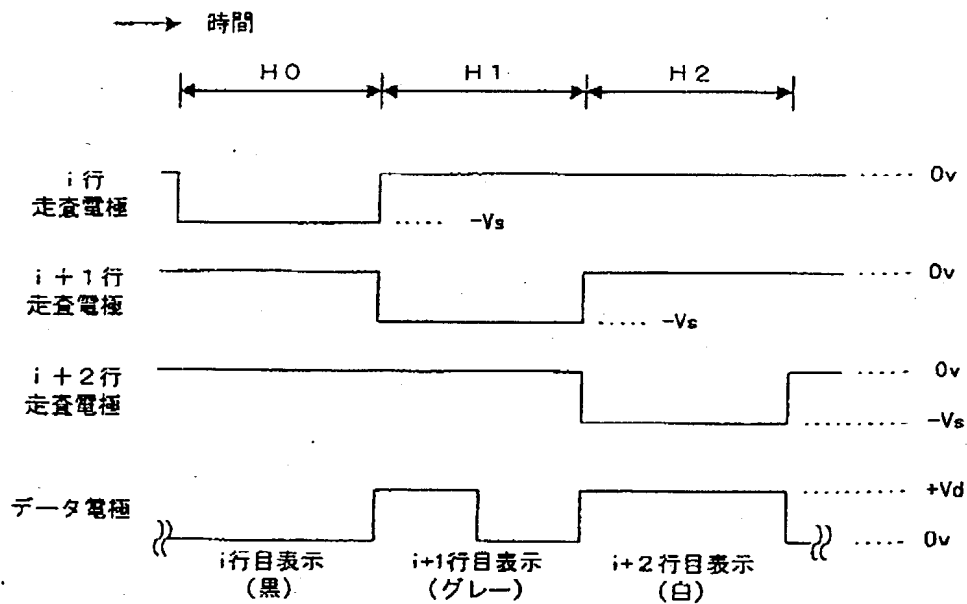 時間
H0 H1 H2
i行
走査電極
0v
-Vs
i+1行
走査電極
0v
-Vs
i+2行
走査電極
0v
-Vs
データ電極
+Vd
0v
i行目表示 i+1行目表示 i+2行目表示
(黒) (グレー) (白)